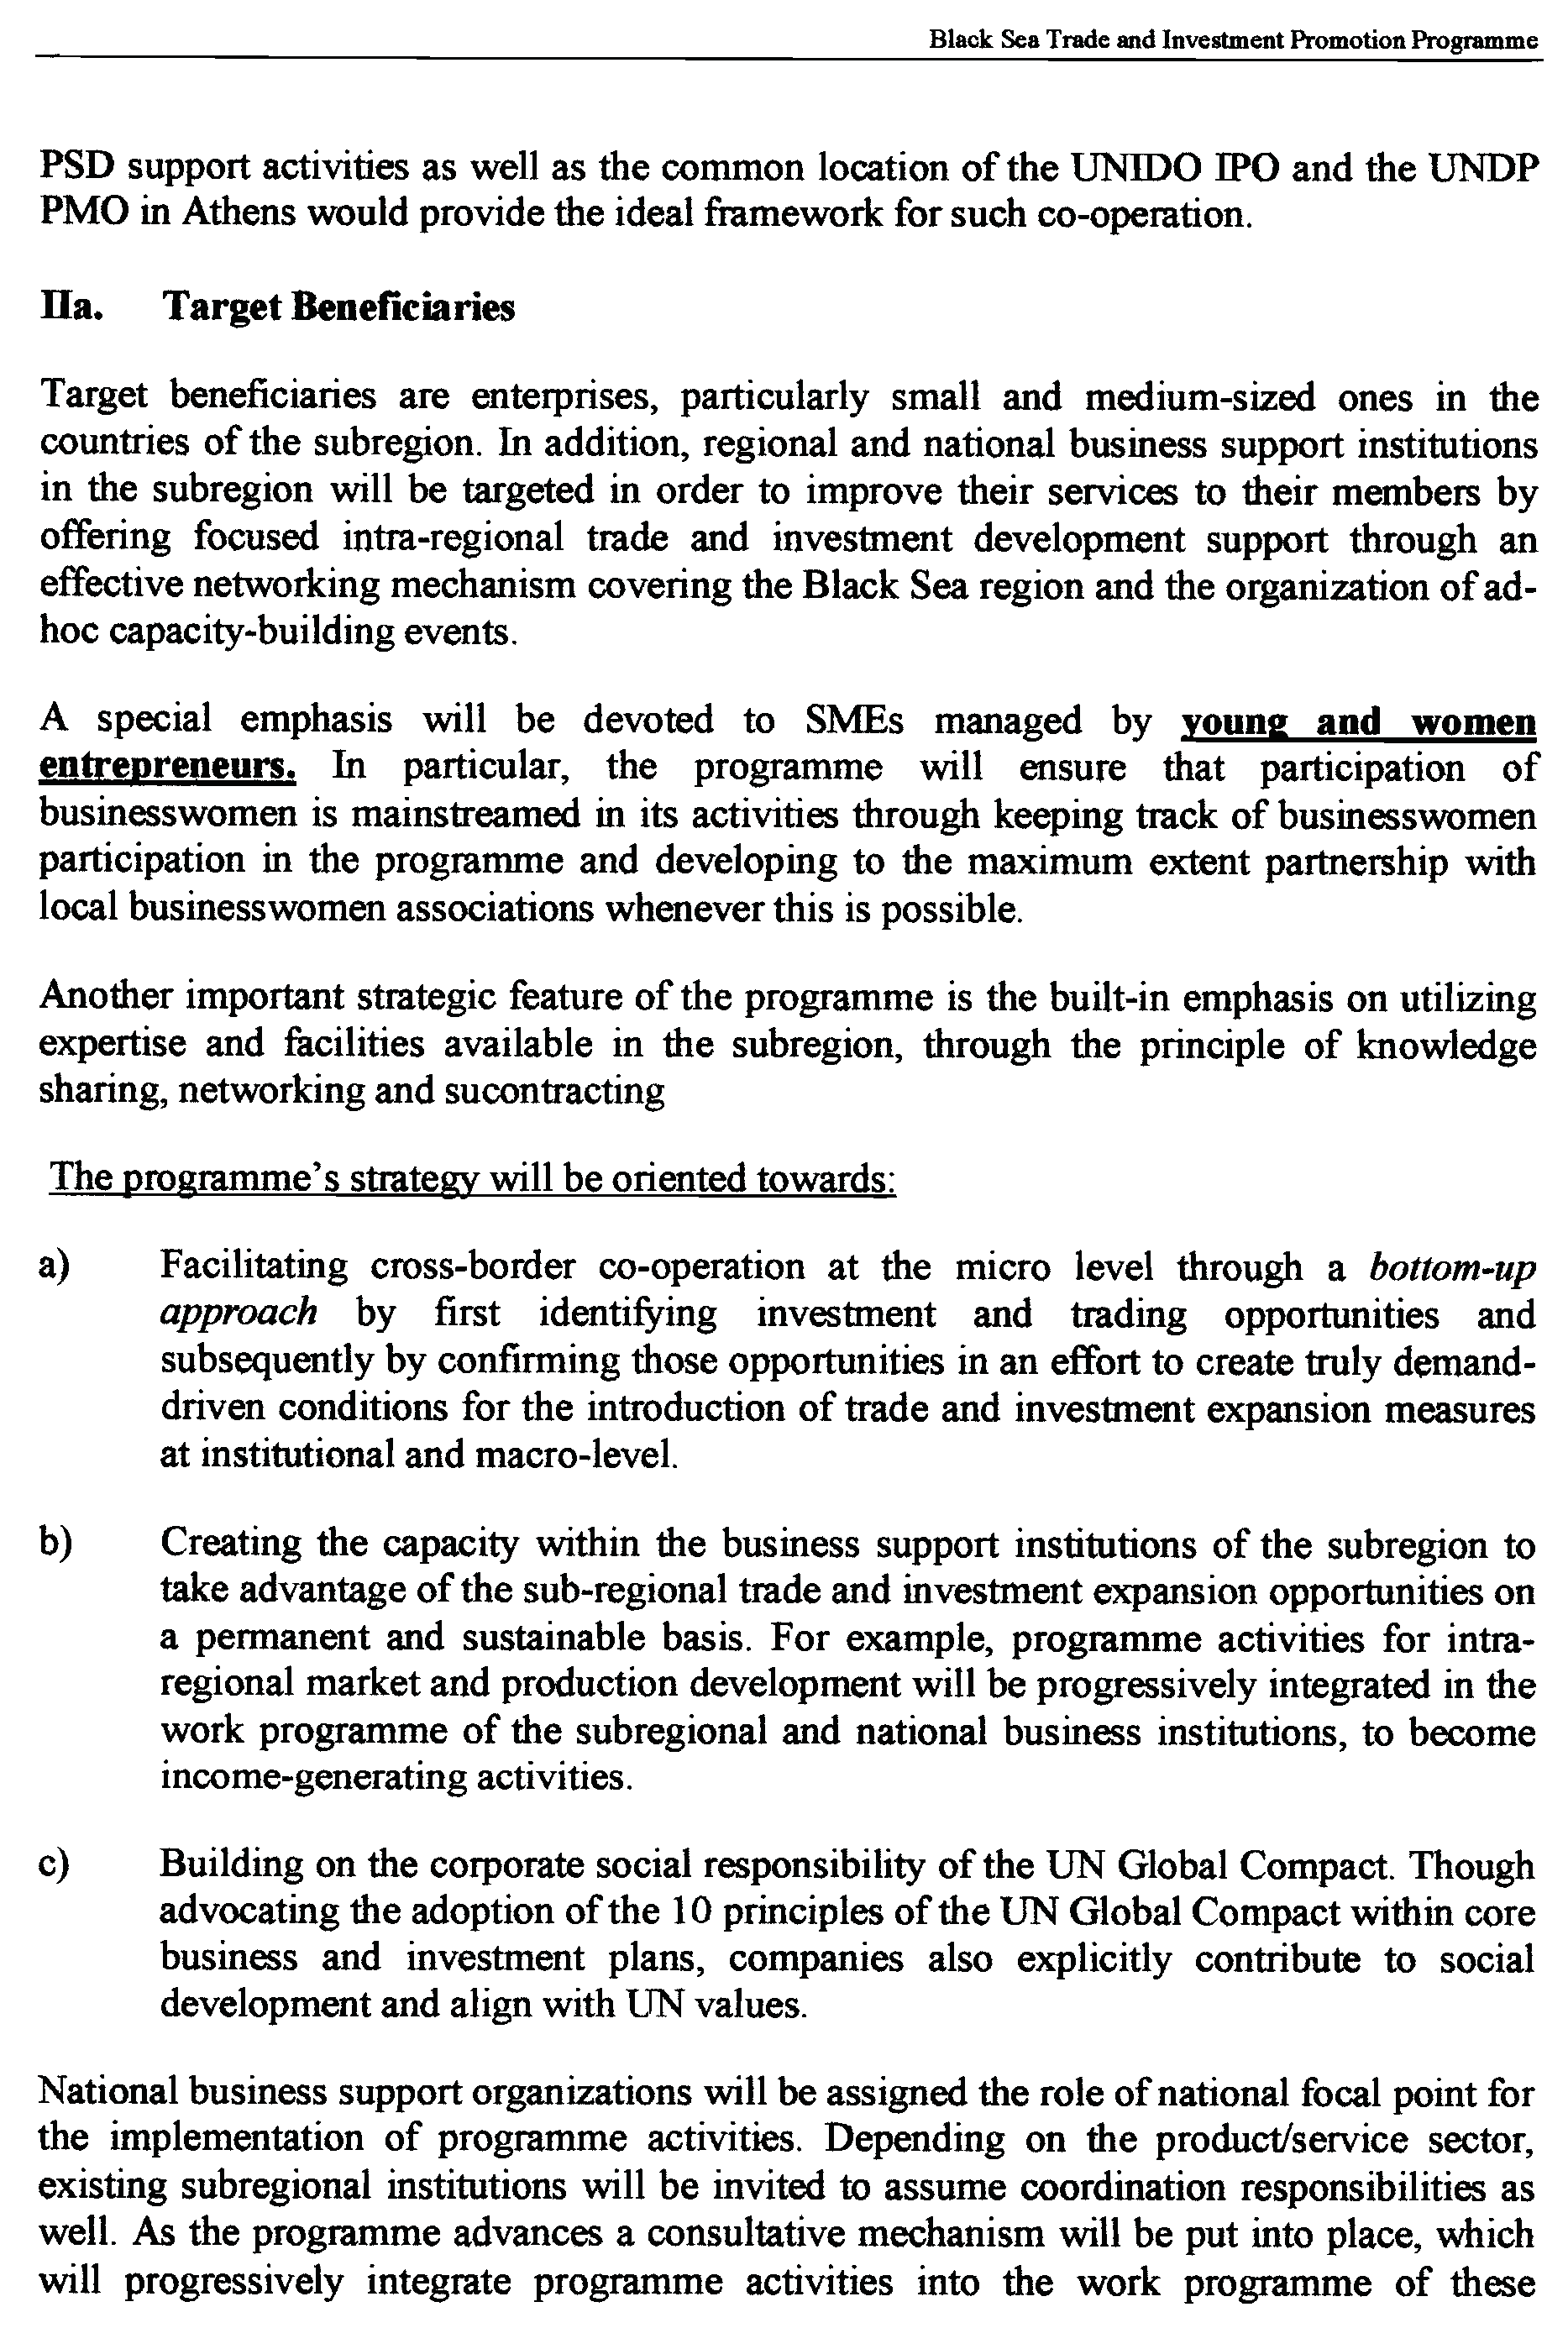 Black Sea Trade and Investment Promotion Programme
PSD support activities as well as the common location of the UNIDO IPO and the UNDP
PMO in Athens would provide the ideal framework for such co-operation.
IIa. Target Beneficiaries
Target beneficiaries are enterprises, particularly small and medium-sized ones in the
countries of the subregion. In addition, regional and national business support institutions
in the subregion will be targeted in order to improve their services to their members by
offering focused intra-regional trade and investment development support through an
effective networking mechanism covering the Black Sea region and the organization of ad-
hoc capacity-building events.
A special emphasis will be devoted to SMEs managed by young and women
entrepreneurs. In particular, the programme will ensure that participation of
businesswomen is mainstreamed in its activities through keeping track of businesswomen
participation in the programme and developing to the maximum extent partnership with
local businesswomen associations whenever this is possible.
Another important strategic feature of the programme is the built-in emphasis on utilizing
expertise and facilities available in the subregion, through the principle of knowledge
sharing, networking and sucontracting
The programme's strategy will be oriented towards:
a) Facilitating cross-border co-operation at the micro level through a bottom-up
approach by first identifying investment and trading opportunities and
subsequently by confirming those opportunities in an effort to create truly demand-
driven conditions for the introduction of trade and investment expansion measures
at institutional and macro-level.
b) Creating the capacity within the business support institutions of the subregion to
take advantage of the sub-regional trade and investment expansion opportunities on
a permanent and sustainable basis. For example, programme activities for intra-
regional market and production development will be progressively integrated in the
work programme of the subregional and national business institutions, to become
income-generating activities.
c) Building on the corporate social responsibility of the UN Global Compact. Though
advocating the adoption of the 10 principles of the UN Global Compact within core
business and investment plans, companies also explicitly contribute to social
development and align with UN values.
National business support organizations will be assigned the role of national focal point for
the implementation of programme activities. Depending on the product/service sector,
existing subregional institutions will be invited to assume coordination responsibilities as
well. As the programme advances a consultative mechanism will be put into place, which
will progressively integrate programme activities into the work programme of these